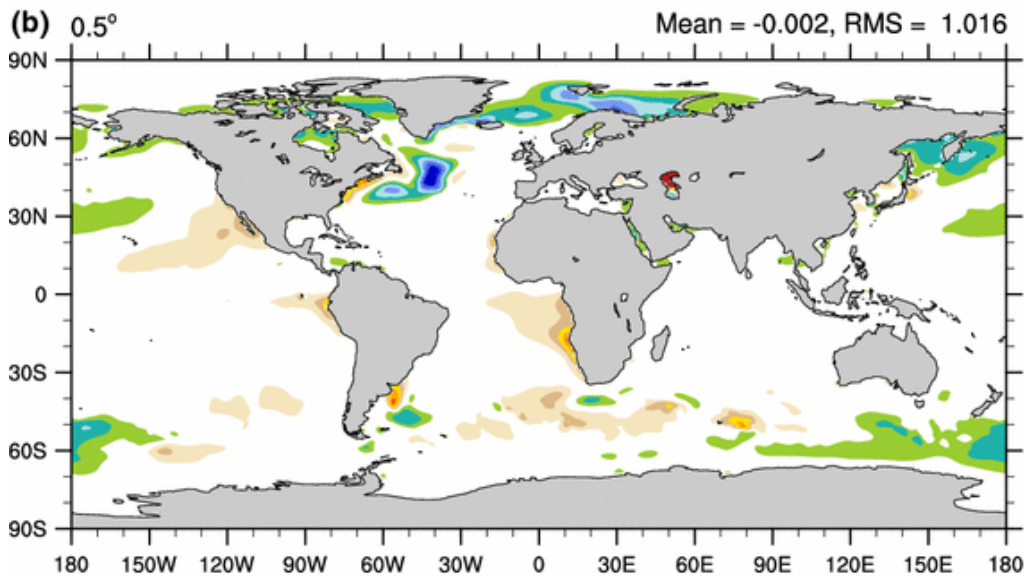 (b) 0.5° Mean = -0.002, RMS = 1.016
90N
60N
30N
0
30S
60S
90S
180 150W 120W 90W 60W 30W 0 30E 60E 90E 120E 150E 180